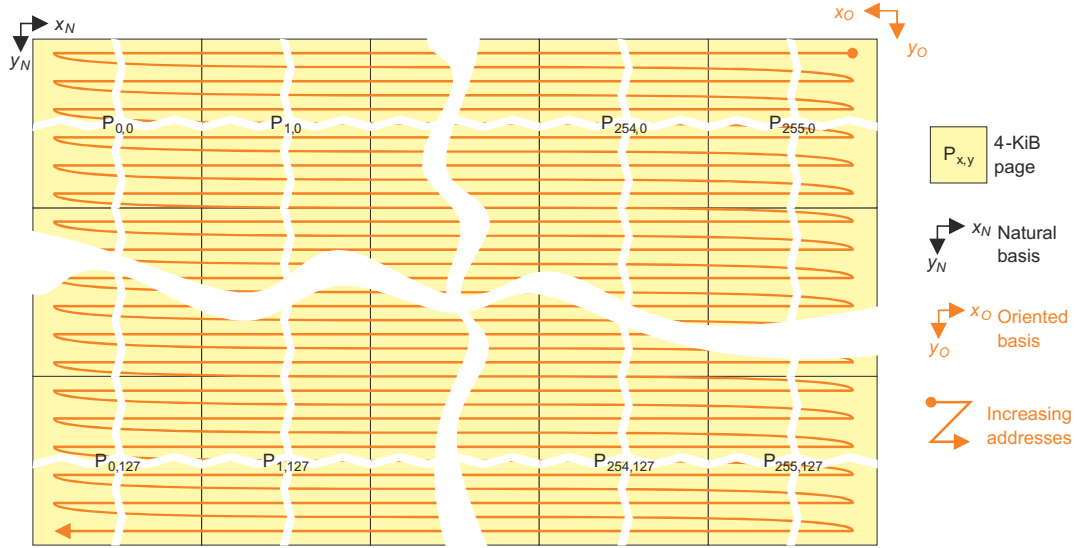 x_N
x_O
y_N
y_O
P_0,0
P_1,0
P_254,0
P_255,0
P_x,y
4-KiB
page
x_N Natural
y_N basis
x_O Oriented
y_O basis
Increasing
addresses
P_0,127
P_1,127
P_254,127
P_255,127